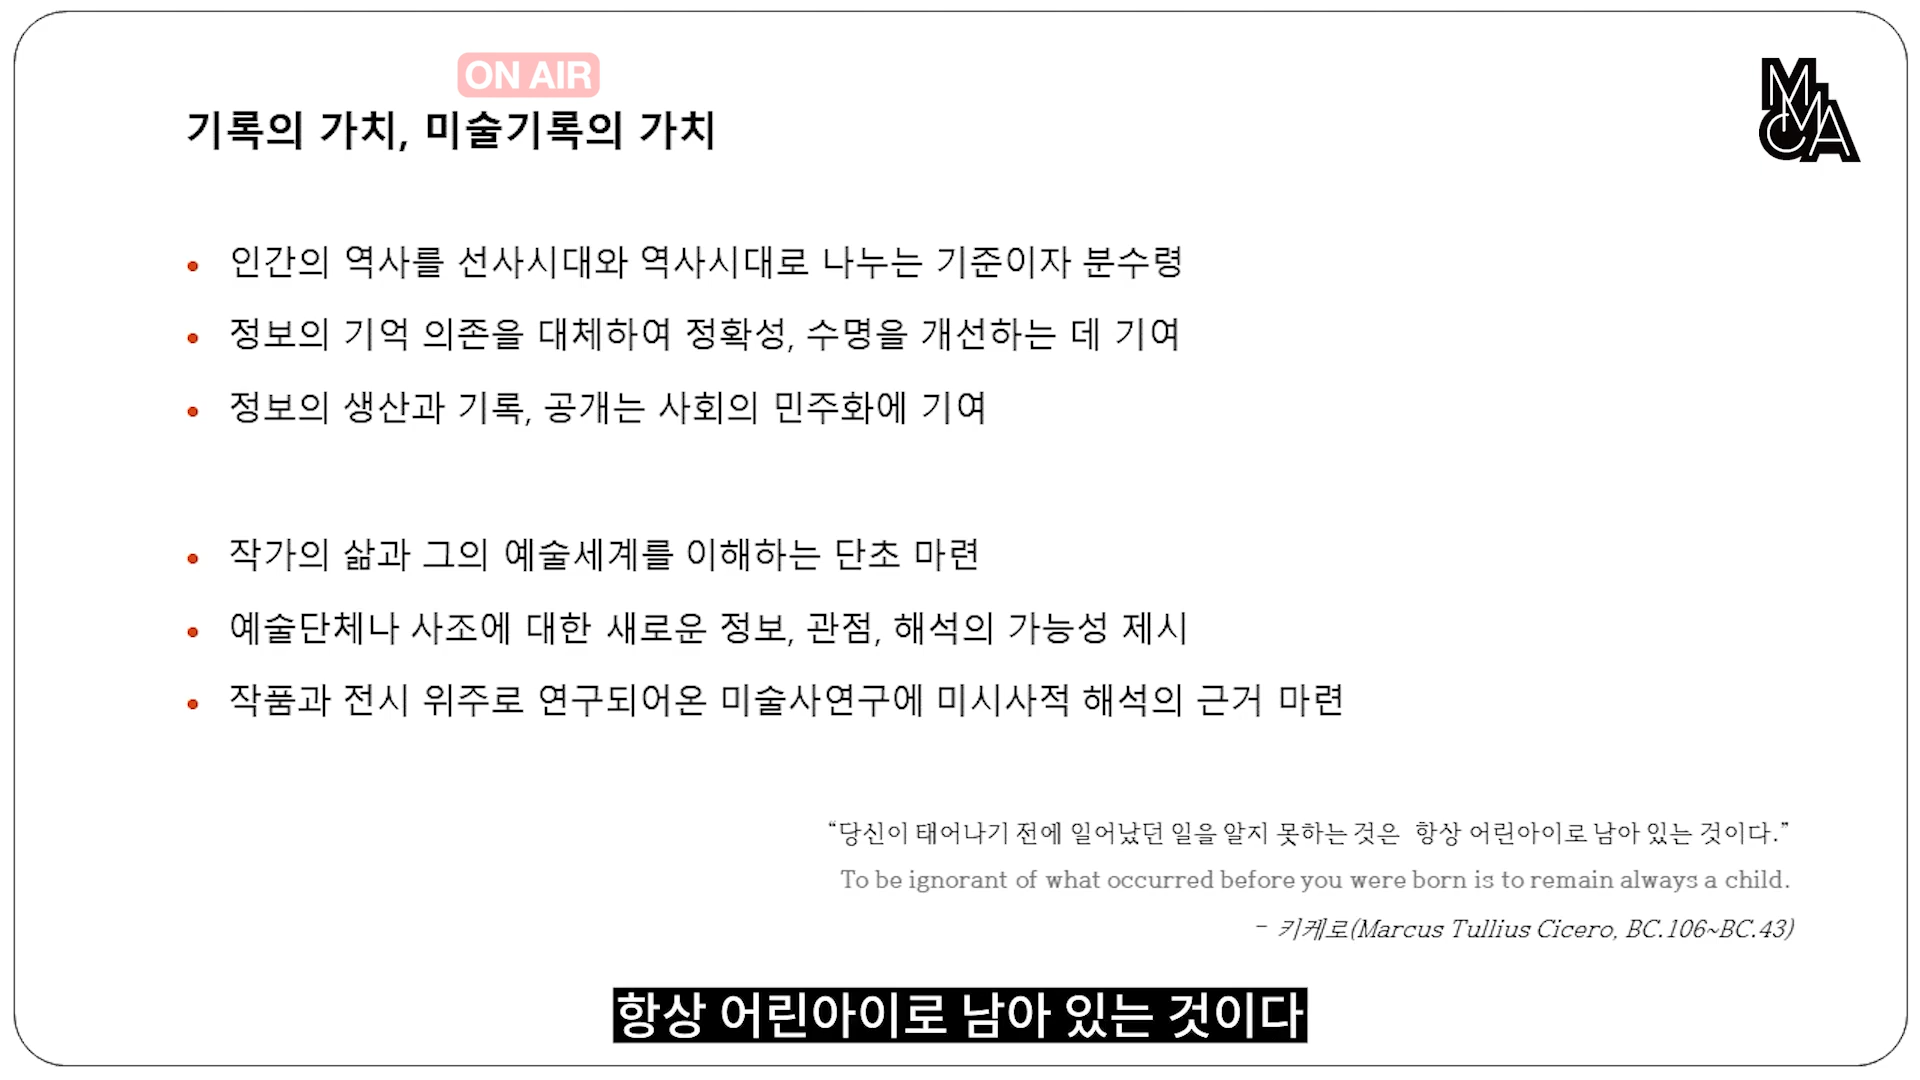 ON AIR
MMCA
기록의 가치, 미술기록의 가치
• 인간의 역사를 선사시대와 역사시대로 나누는 기준이자 분수령
• 정보의 기억 의존을 대체하여 정확성, 수명을 개선하는 데 기여
• 정보의 생산과 기록, 공개는 사회의 민주화에 기여
• 작가의 삶과 그의 예술세계를 이해하는 단초 마련
• 예술단체나 사조에 대한 새로운 정보, 관점, 해석의 가능성 제시
• 작품과 전시 위주로 연구되어온 미술사연구에 미시사적 해석의 근거 마련
“당신이 태어나기 전에 일어났던 일을 알지 못하는 것은 항상 어린아이로 남아 있는 것이다.”
To be ignorant of what occurred before you were born is to remain always a child.
- 키케로(Marcus Tullius Cicero, BC.106~BC.43)
항상 어린아이로 남아 있는 것이다